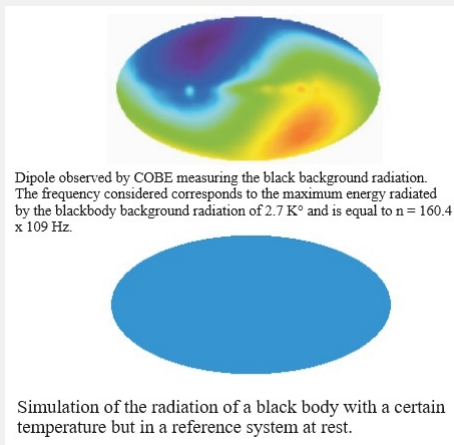 Dipole observed by COBE measuring the black background radiation.
The frequency considered corresponds to the maximum energy radiated
by the blackbody background radiation of 2.7 K° and is equal to n = 160.4
x 109 Hz.
Simulation of the radiation of a black body with a certain
temperature but in a reference system at rest.